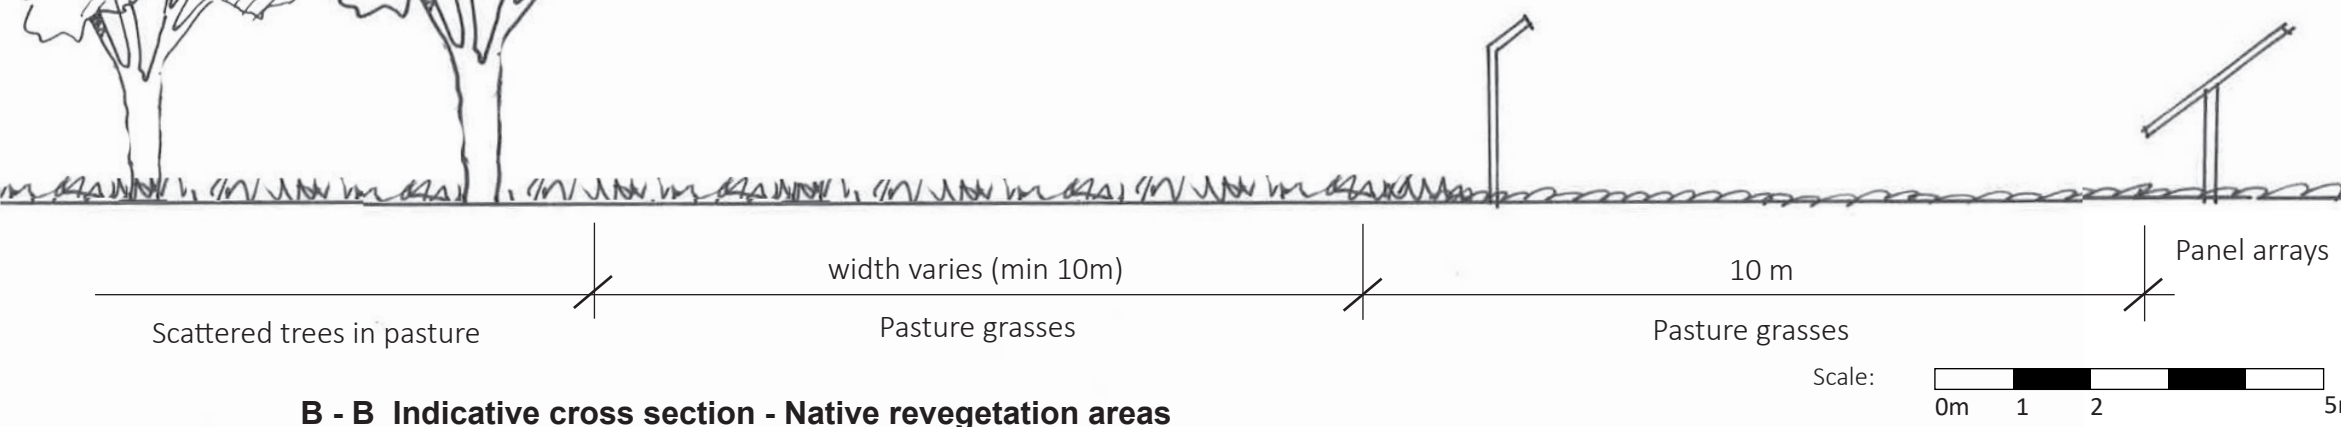 Panel arrays
width varies (min 10m)
10 m
Scattered trees in pasture
Pasture grasses
Pasture grasses
Scale:
0m 1 2
B - B Indicative cross section - Native revegetation areas